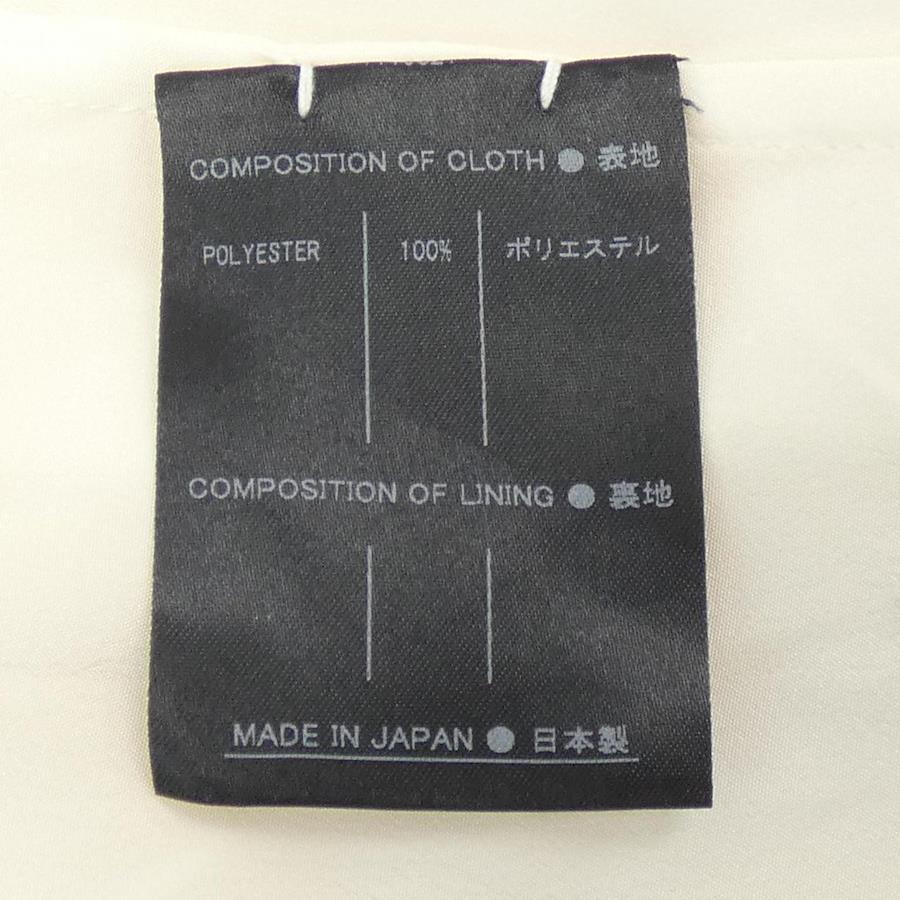 COMPOSITION OF CLOTH ● 表地
POLYESTER 100% ポリエステル
COMPOSITION OF LINING ● 裏地
MADE IN JAPAN ● 日本製